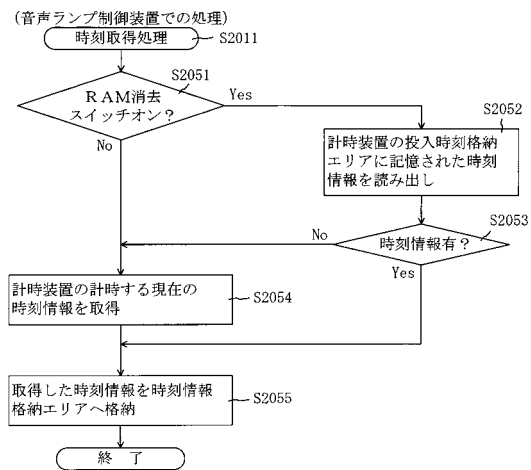 (音声ランプ制御装置での処理)
時刻取得処理
S2011
S2051
RAM消去
スイッチオン？
Yes
No
S2052
計時装置の投入時刻格納
エリアに記憶された時刻
情報を読み出し
S2053
時刻情報有？
No
Yes
計時装置の計時する現在の
時刻情報を取得
S2054
取得した時刻情報を時刻情報
格納エリアへ格納
S2055
終 了